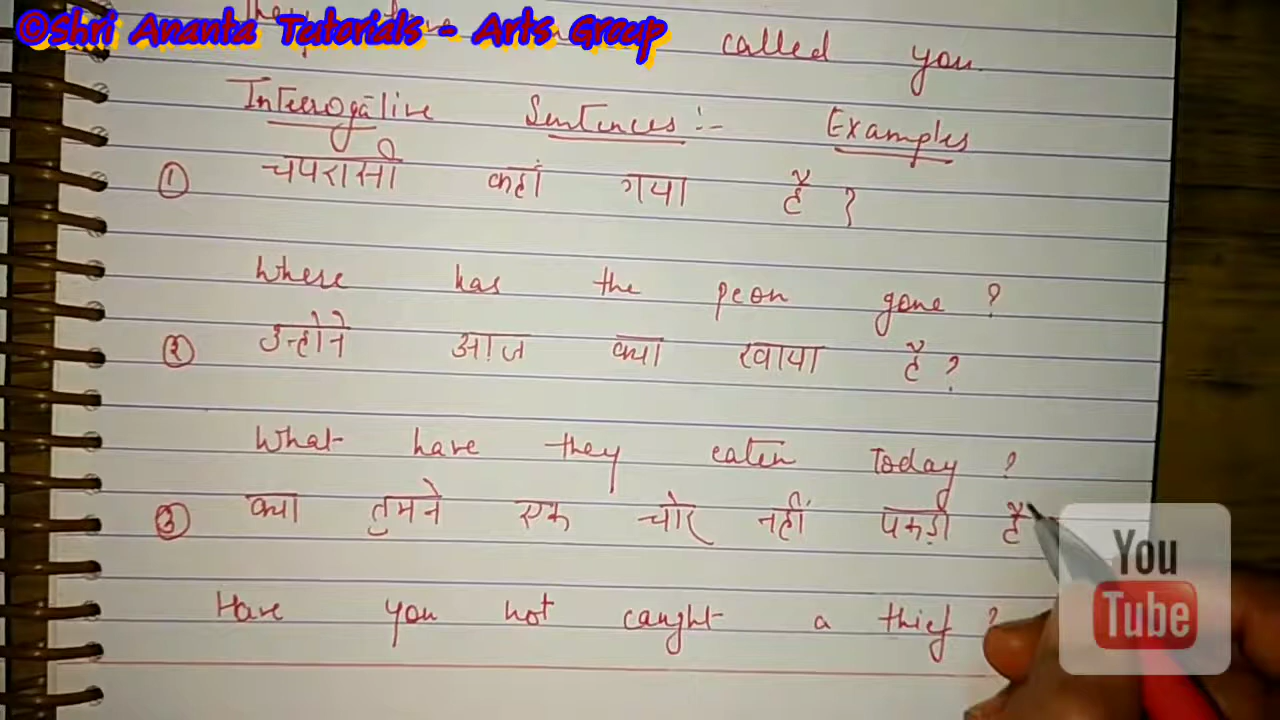 ©Shri Ananta Tutorials - Arts Group
called you.
Interrogative Sentences :- Examples
① चपरासी कहां गया है ?
Where has the peon gone ?
② उन्होने आज क्या खाया है ?
What have they eaten Today ?
③ क्या तुमने एक चोर नहीं पकड़ा है
Have you not caught a thief ?
You
Tube